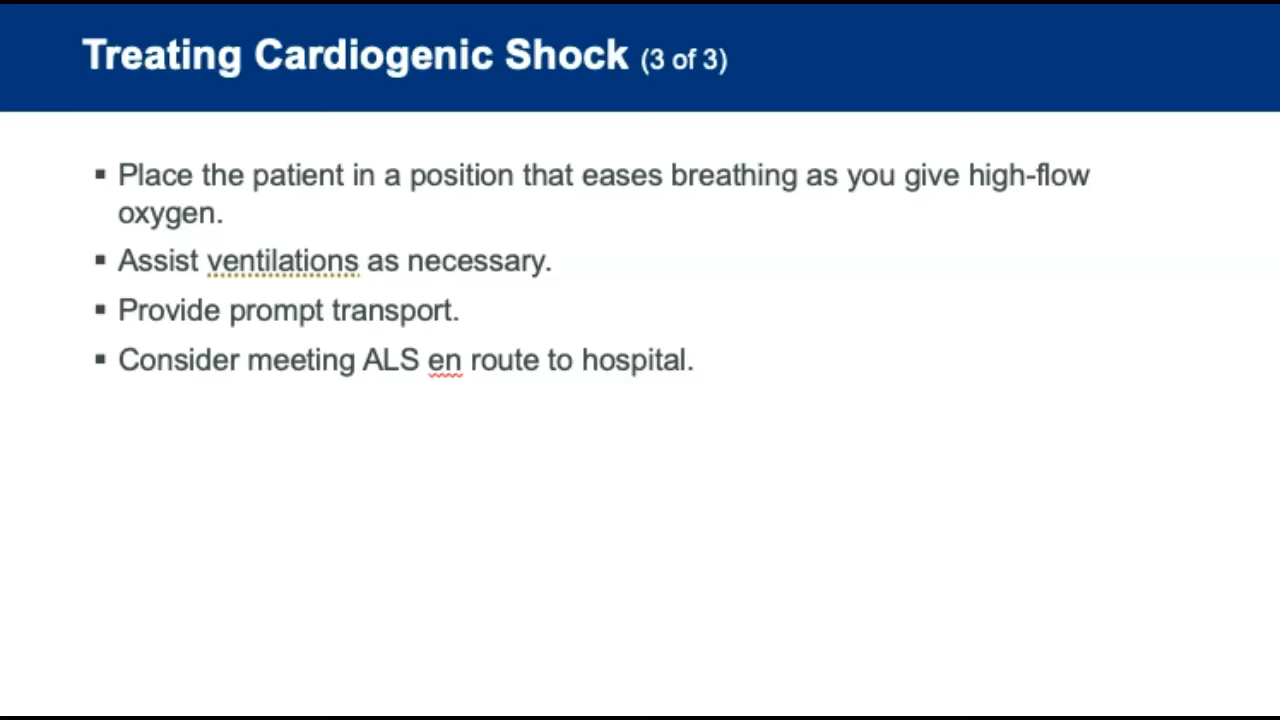 Treating Cardiogenic Shock (3 of 3)
▪ Place the patient in a position that eases breathing as you give high-flow
oxygen.
▪ Assist ventilations as necessary.
▪ Provide prompt transport.
▪ Consider meeting ALS en route to hospital.